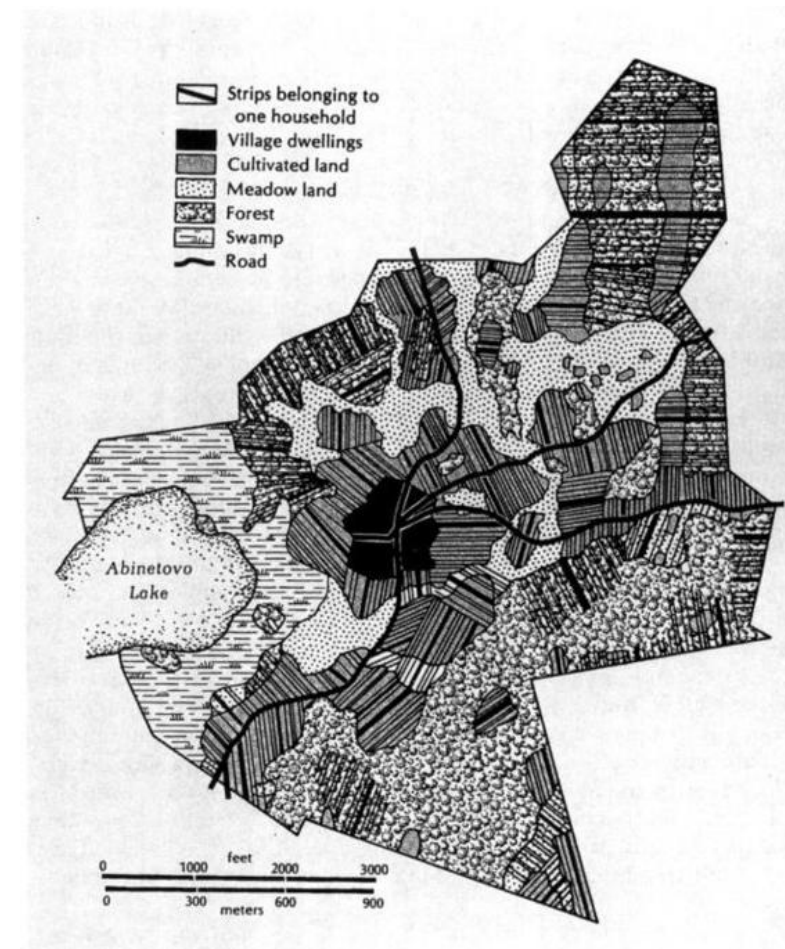 Strips belonging to
one household
Village dwellings
Cultivated land
Meadow land
Forest
Swamp
Road
Abinetovo
Lake
feet
0 1000 2000 3000
0 300 600 900
meters